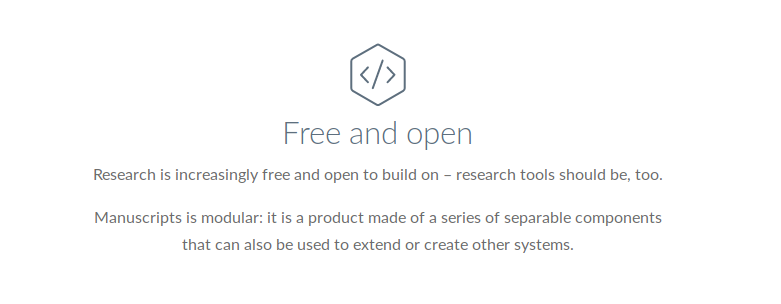 </>
Free and open
Research is increasingly free and open to build on – research tools should be, too.
Manuscripts is modular: it is a product made of a series of separable components
that can also be used to extend or create other systems.